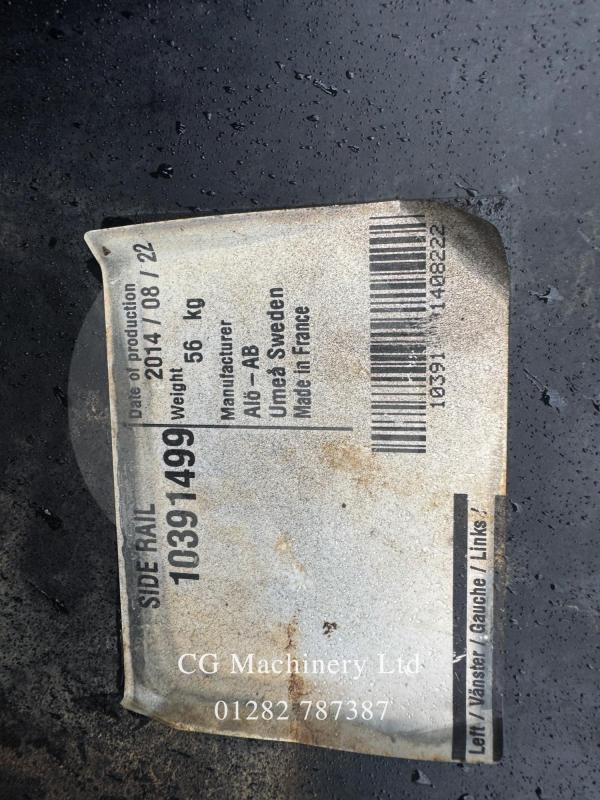 SIDE RAIL
10391499
Date of production
2014 / 08 / 22
Weight 56 kg
Manufacturer
Alö - AB
Umeå Sweden
Made in France
10391 1408222
Left / Vänster / Gauche / Links /
CG Machinery Ltd
01282 787387